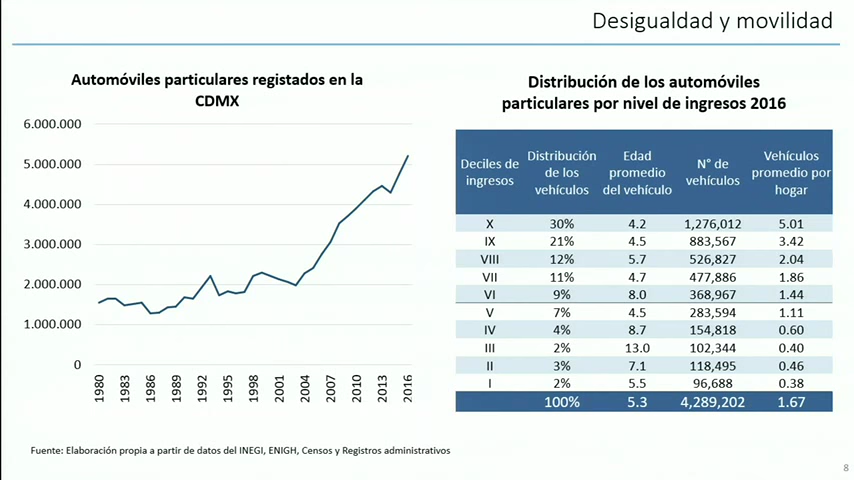 Desigualdad y movilidad
Automóviles particulares registados en la
CDMX
6.000.000
5.000.000
4.000.000
3.000.000
2.000.000
1.000.000
0
1980
1983
1986
1989
1992
1995
1998
2001
2004
2007
2010
2013
2016
Distribución de los automóviles
particulares por nivel de ingresos 2016
Deciles de ingresos | Distribución de los vehículos | Edad promedio del vehículo | N° de vehículos | Vehículos promedio por hogar
X 30% 4.2 1,276,012 5.01
IX 21% 4.5 883,567 3.42
VIII 12% 5.7 526,827 2.04
VII 11% 4.7 477,886 1.86
VI 9% 8.0 368,967 1.44
V 7% 4.5 283,594 1.11
IV 4% 8.7 154,818 0.60
III 2% 13.0 102,344 0.40
II 3% 7.1 118,495 0.46
I 2% 5.5 96,688 0.38
100% 5.3 4,289,202 1.67
Fuente: Elaboración propia a partir de datos del INEGI, ENIGH, Censos y Registros administrativos
8